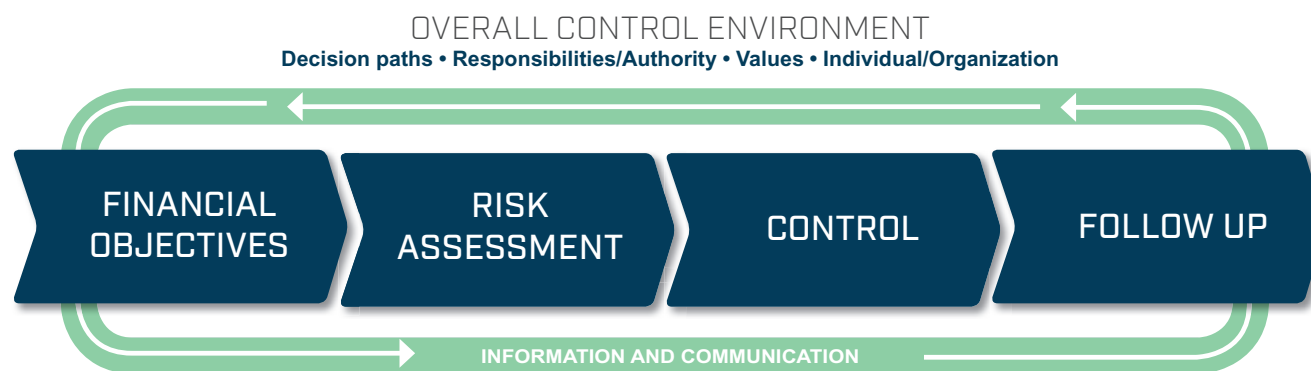 OVERALL CONTROL ENVIRONMENT
Decision paths • Responsibilities/Authority • Values • Individual/Organization
FINANCIAL
OBJECTIVES
RISK
ASSESSMENT
CONTROL
FOLLOW UP
INFORMATION AND COMMUNICATION